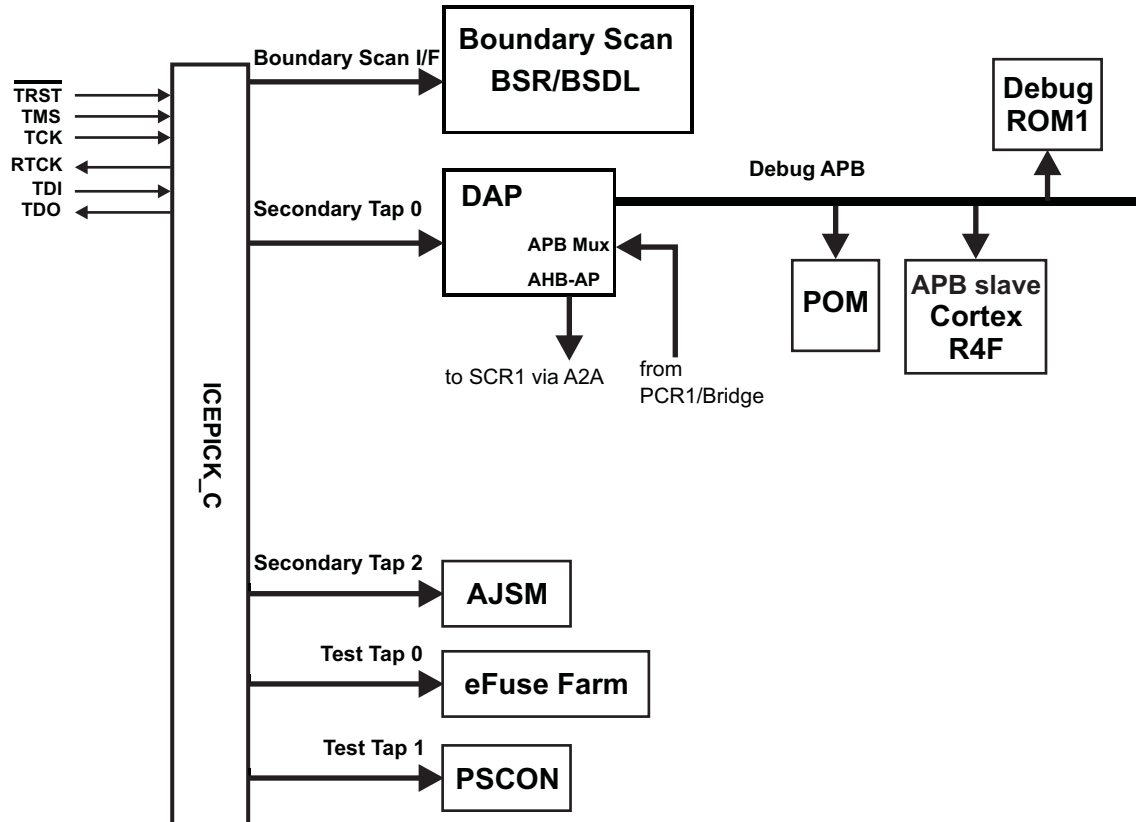 Boundary Scan I/F
Boundary Scan
BSR/BSDL
TRST
TMS
TCK
RTCK
TDI
TDO
Debug
ROM1
Debug APB
Secondary Tap 0
DAP
APB Mux
AHB-AP
POM
APB slave
Cortex
R4F
to SCR1 via A2A
from
PCR1/Bridge
ICEPICK_C
Secondary Tap 2
AJSM
Test Tap 0
eFuse Farm
Test Tap 1
PSCON